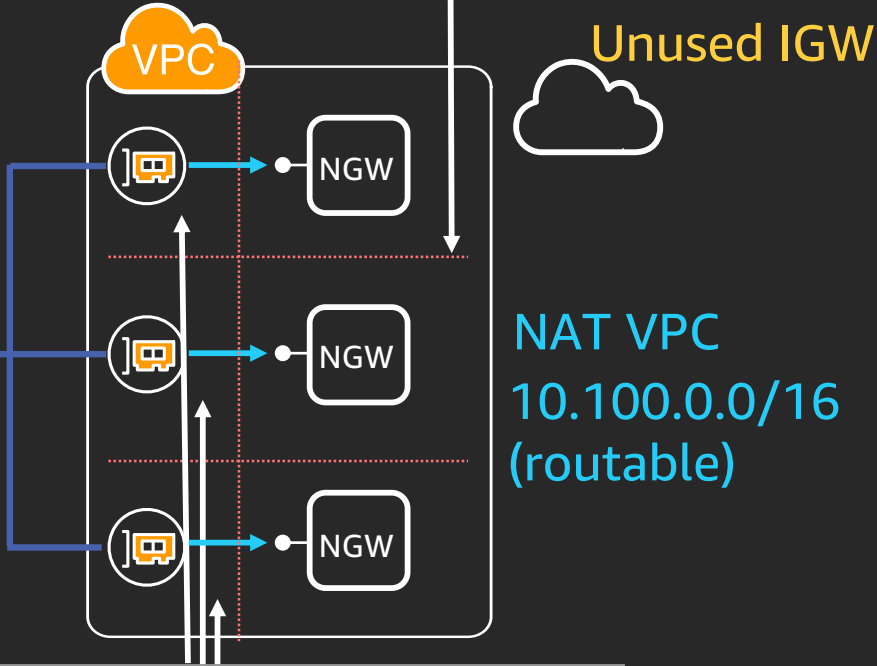 VPC
Unused IGW
NGW
NGW
NGW
NAT VPC
10.100.0.0/16
(routable)